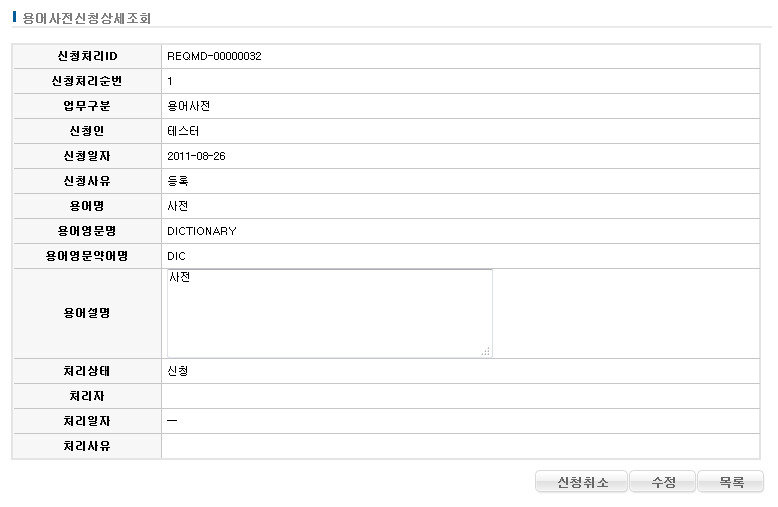 용어사전신청상세조회
신청처리ID REQMD-00000032
신청처리순번 1
업무구분 용어사전
신청인 테스터
신청일자 2011-08-26
신청사유 등록
용어명 사전
용어영문명 DICTIONARY
용어영문약어명 DIC
용어설명 사전
처리상태 신청
처리자
처리일자 --
처리사유
신청취소 수정 목록